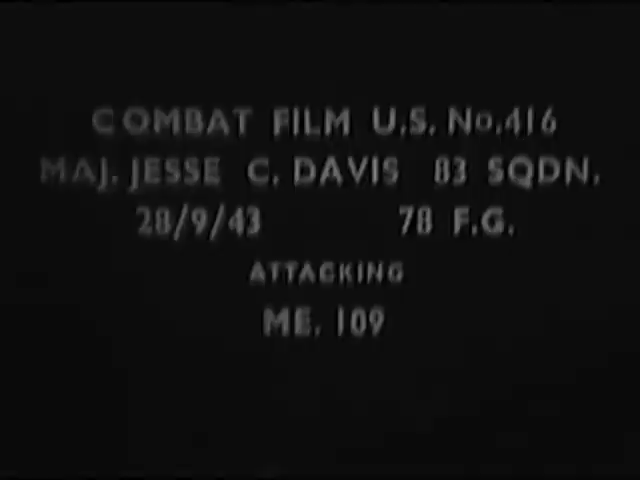 COMBAT FILM U.S. No.416
MAJ. JESSE C. DAVIS 83 SQDN.
28/9/43 78 F.G.
ATTACKING
ME. 109